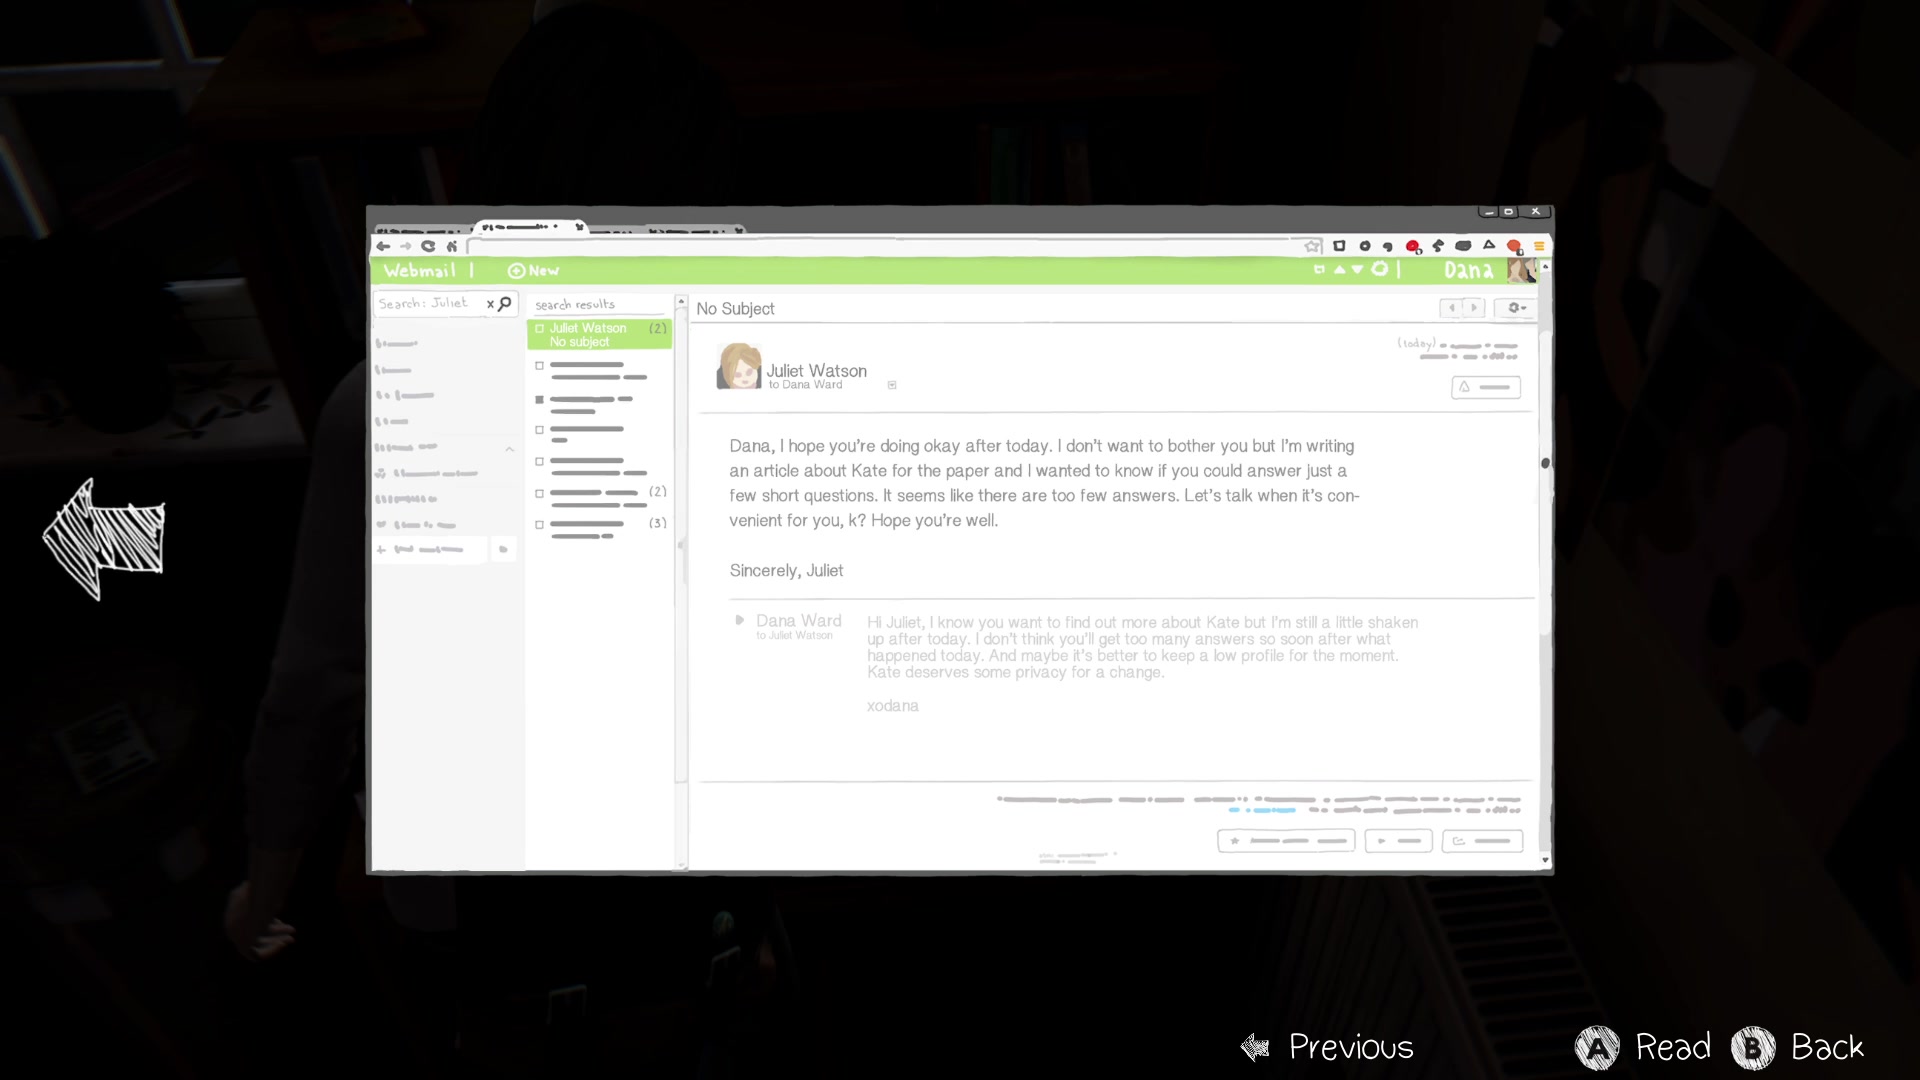 Webmail |
New
Dana
Search: Juliet x
search results
Juliet Watson (2)
No subject
(2)
(3)
No Subject
Juliet Watson
to Dana Ward
(today)
Dana, I hope you're doing okay after today. I don't want to bother you but I'm writing
an article about Kate for the paper and I wanted to know if you could answer just a
few short questions. It seems like there are too few answers. Let's talk when it's con-
venient for you, k? Hope you're well.
Sincerely, Juliet
Dana Ward
to Juliet Watson
Hi Juliet, I know you want to find out more about Kate but I'm still a little shaken
up after today. I don't think you'll get too many answers so soon after what
happened today. And maybe it's better to keep a low profile for the moment.
Kate deserves some privacy for a change.
xodana
Previous
A Read B Back